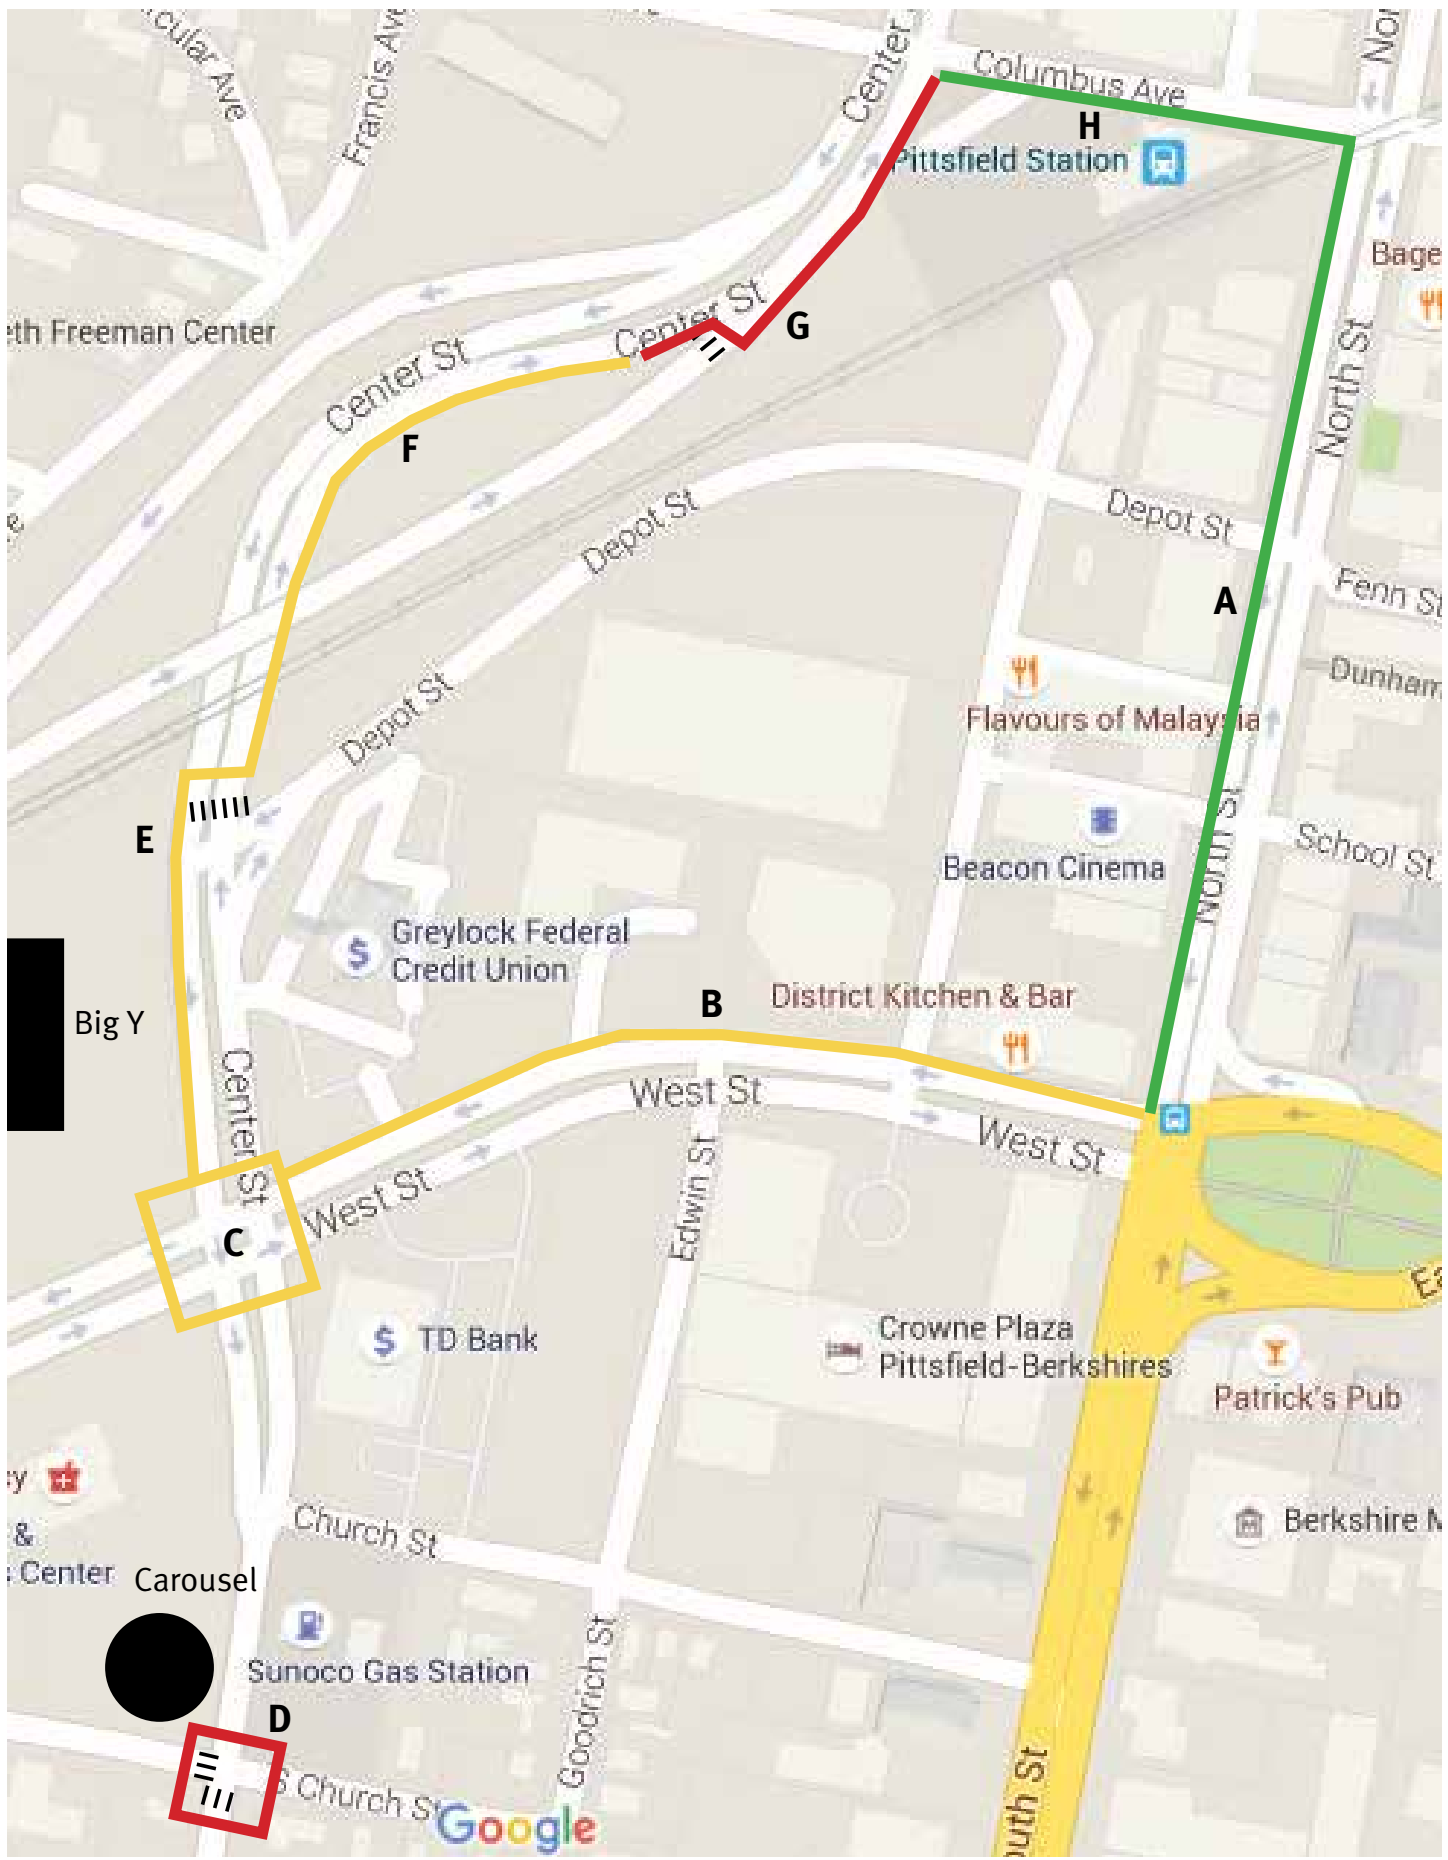 Center
Francis Ave
Ave
Columbus Ave
H
Pittsfield Station
Bage
eth Freeman Center
Center St
G
North St
Center St
F
Depot St
Depot St
Fenn St
A
Dunham
Depot St
Flavours of Malaysia
North St
E
Beacon Cinema
School St
Greylock Federal
Credit Union
B
District Kitchen & Bar
Big Y
Center St
West St
West St
West St
Edwin St
C
TD Bank
Crowne Plaza
Pittsfield-Berkshires
Patrick's Pub
Church St
Berkshire M
&
Center
Carousel
Sunoco Gas Station
Goodrich St
D
S Church St
Google
outh St